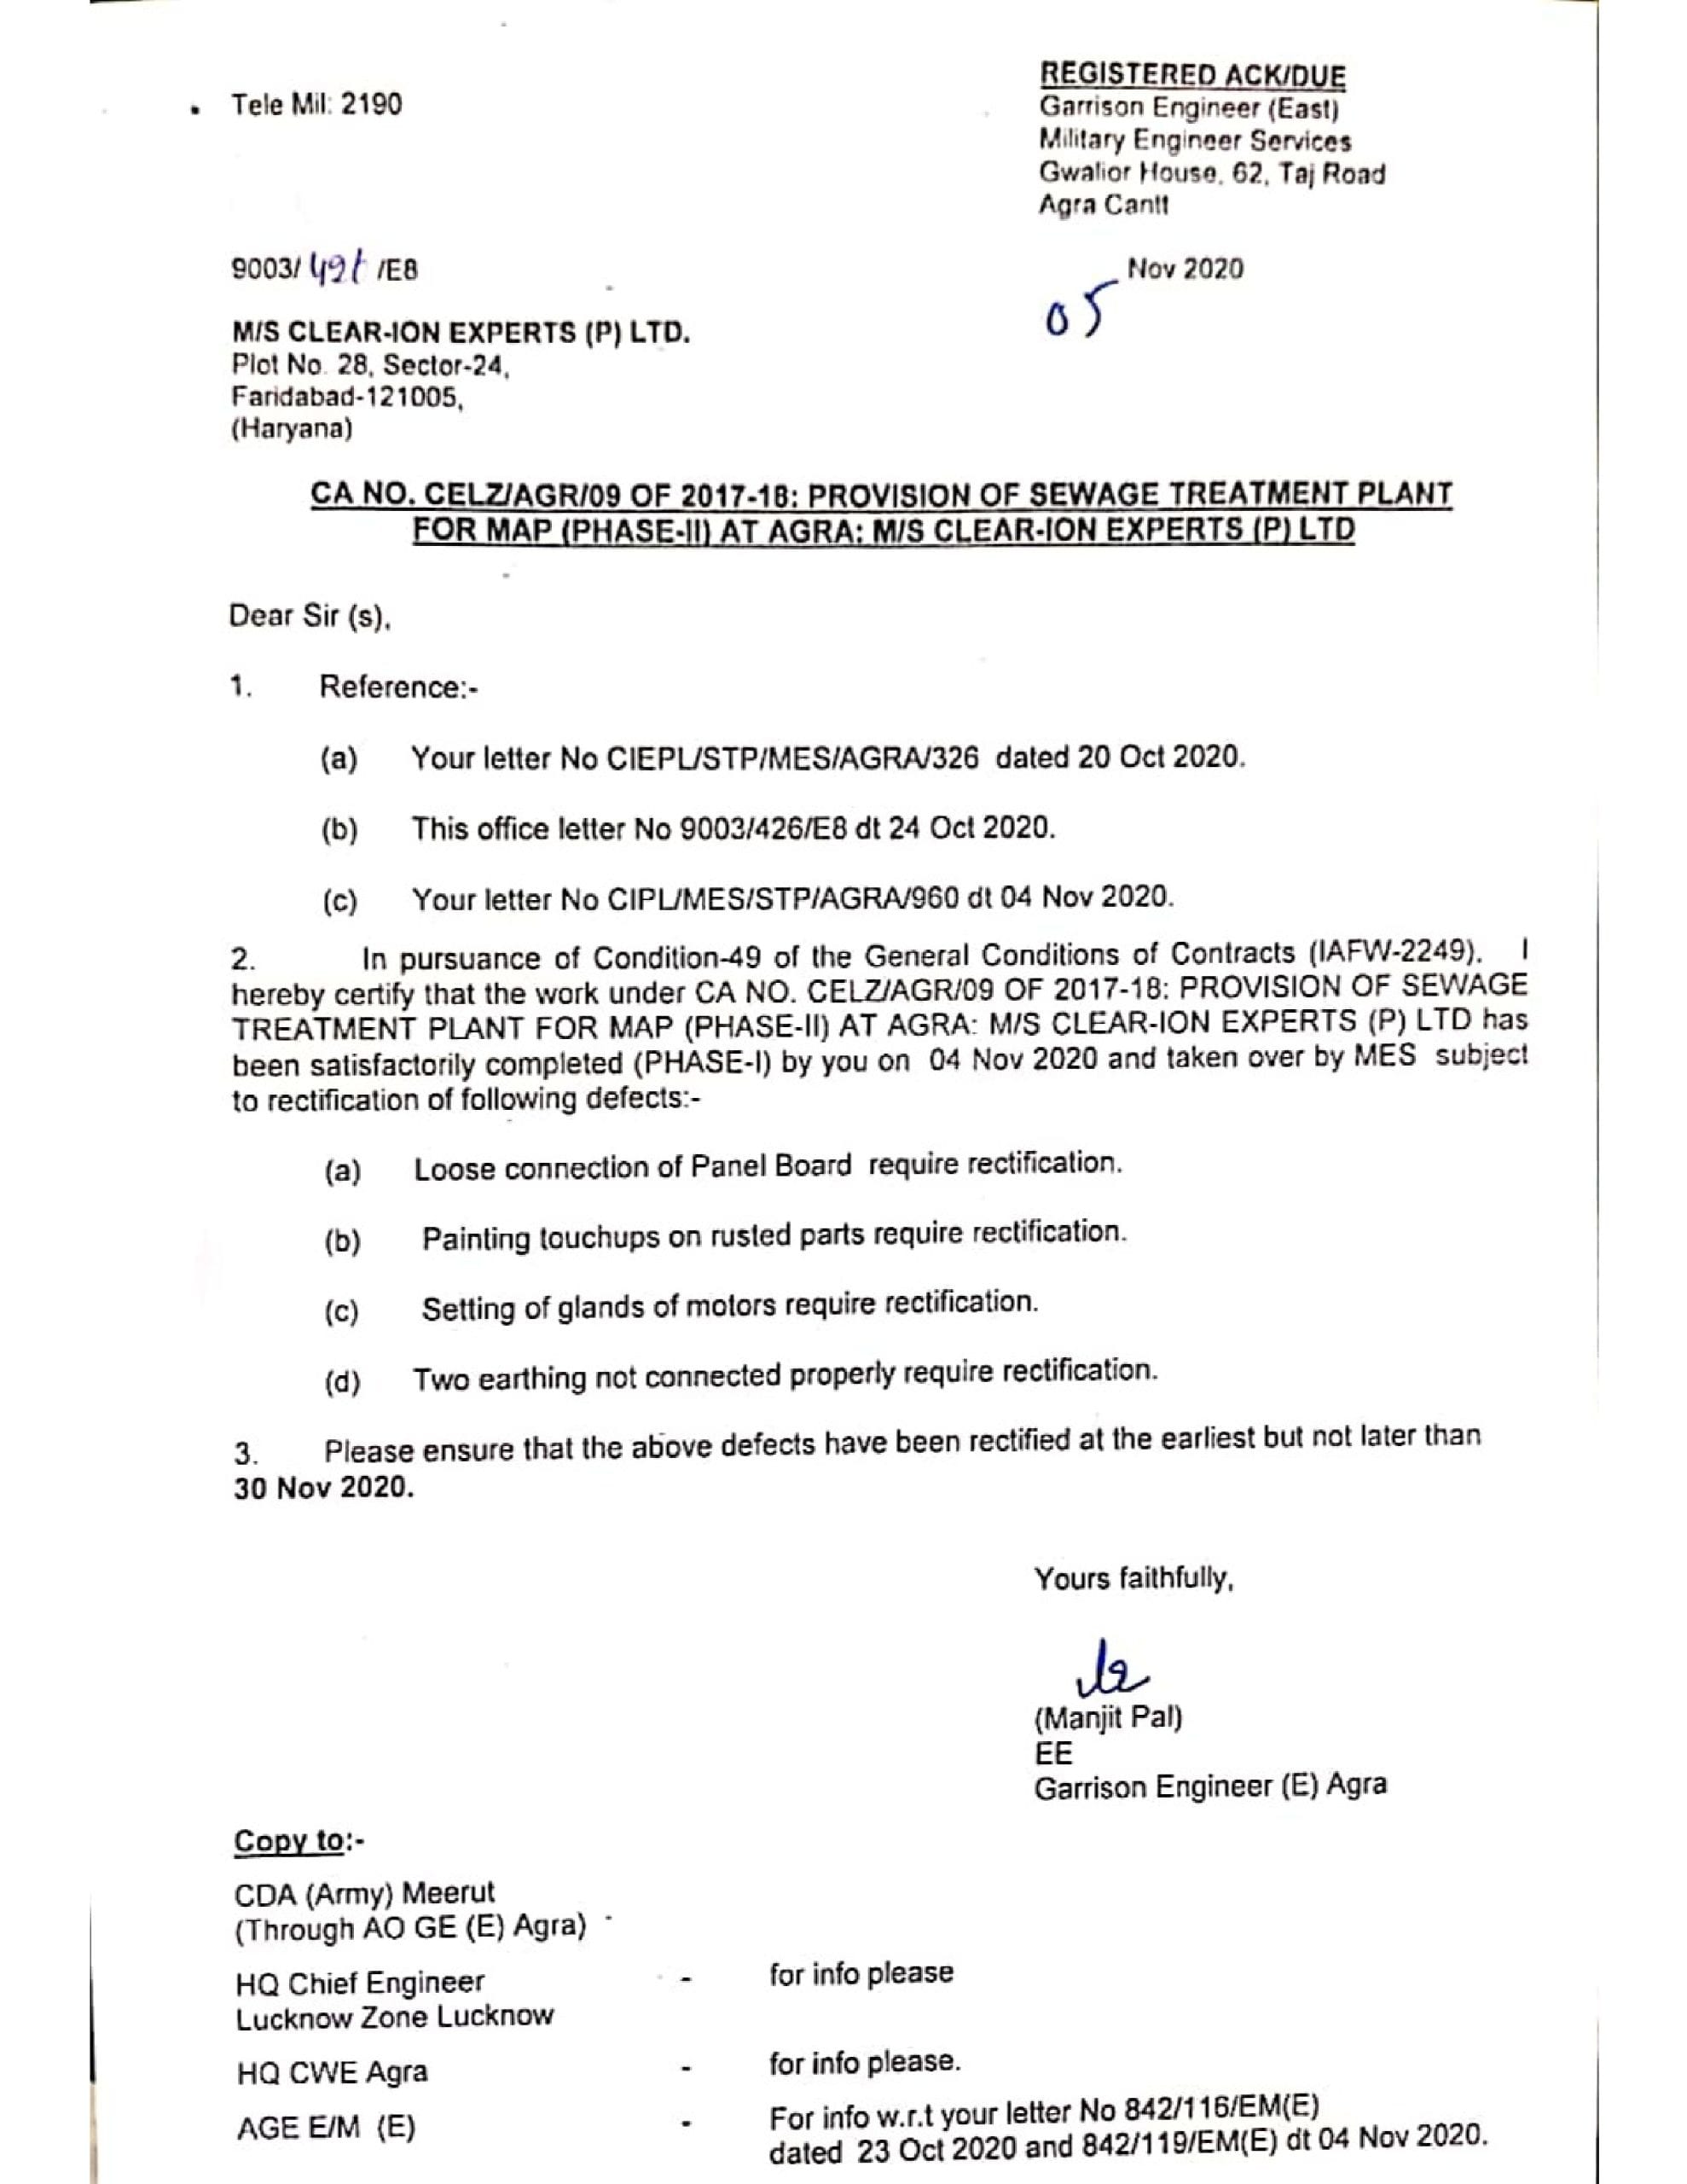 REGISTERED ACK/DUE
Tele Mil: 2190
Garrison Engineer (East)
Military Engineer Services
Gwalior House, 62, Taj Road
Agra Cantt
9003/ /E8
05 Nov 2020
M/S CLEAR-ION EXPERTS (P) LTD.
Plot No. 28, Sector-24,
Faridabad-121005,
(Haryana)
CA NO. CELZ/AGR/09 OF 2017-18: PROVISION OF SEWAGE TREATMENT PLANT
FOR MAP (PHASE-II) AT AGRA: M/S CLEAR-ION EXPERTS (P) LTD
Dear Sir (s),
1. Reference:-
(a) Your letter No CIEPL/STP/MES/AGRA/326 dated 20 Oct 2020.
(b) This office letter No 9003/426/E8 dt 24 Oct 2020.
(c) Your letter No CIPL/MES/STP/AGRA/960 dt 04 Nov 2020.
2. In pursuance of Condition-49 of the General Conditions of Contracts (IAFW-2249). I
hereby certify that the work under CA NO. CELZ/AGR/09 OF 2017-18: PROVISION OF SEWAGE
TREATMENT PLANT FOR MAP (PHASE-II) AT AGRA: M/S CLEAR-ION EXPERTS (P) LTD has
been satisfactorily completed (PHASE-I) by you on 04 Nov 2020 and taken over by MES subject
to rectification of following defects:-
(a) Loose connection of Panel Board require rectification.
(b) Painting touchups on rusted parts require rectification.
(c) Setting of glands of motors require rectification.
(d) Two earthing not connected properly require rectification.
3. Please ensure that the above defects have been rectified at the earliest but not later than
30 Nov 2020.
Yours faithfully,
(Manjit Pal)
EE
Garrison Engineer (E) Agra
Copy to:-
CDA (Army) Meerut
(Through AO GE (E) Agra)
HQ Chief Engineer - for info please
Lucknow Zone Lucknow
HQ CWE Agra - for info please.
AGE E/M (E) - For info w.r.t your letter No 842/116/EM(E)
dated 23 Oct 2020 and 842/119/EM(E) dt 04 Nov 2020.